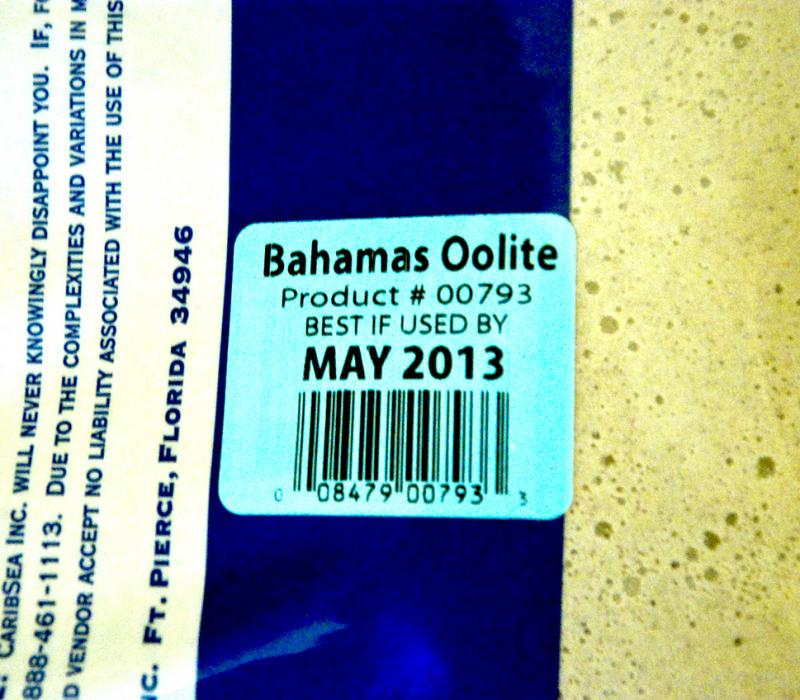 CARIBSEA INC. WILL NEVER KNOWINGLY DISAPPOINT YOU. IF,
888-461-1113. DUE TO THE COMPLEXITIES AND VARIATIONS IN
VENDOR ACCEPT NO LIABILITY ASSOCIATED WITH THE USE OF THIS
FT. PIERCE, FLORIDA 34946
Bahamas Oolite
Product # 00793
BEST IF USED BY
MAY 2013
0 08479 00793 3